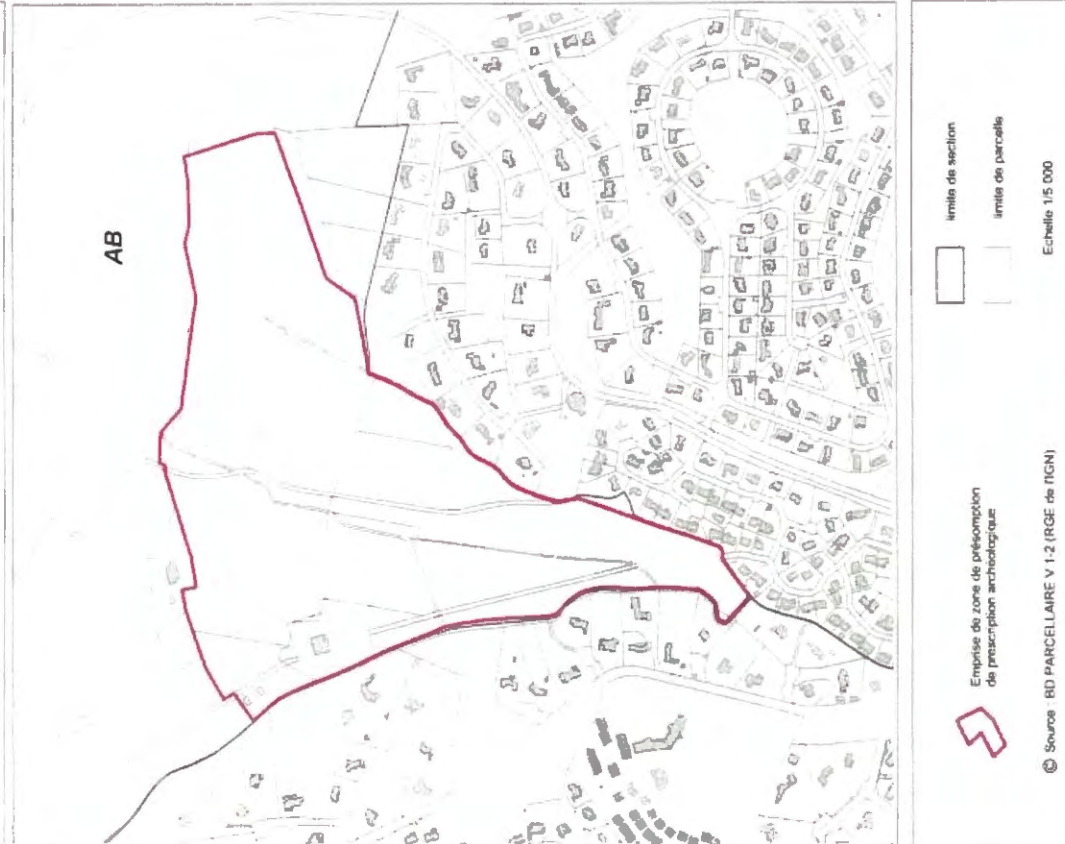 AB
limite de section
limite de parcelle
Emprise de zone de présomption
de prescription archéologique
Echelle 1/5 000
© Source : BD PARCELLAIRE V 1-2 (RGE de l'IGN)